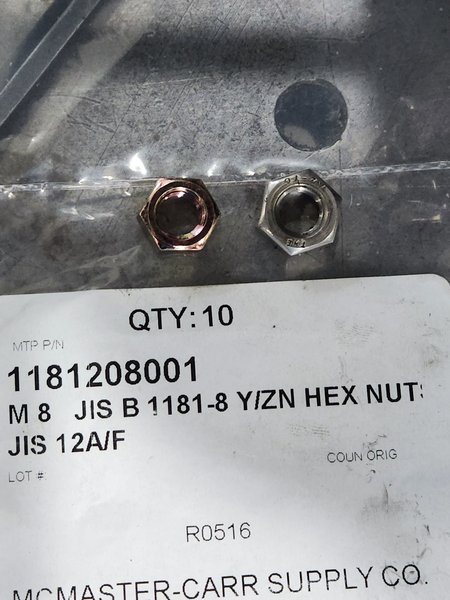 QTY: 10
MTP P/N
1181208001
M 8 JIS B 1181-8 Y/ZN HEX NUTS
JIS 12A/F
COUN ORIG
LOT #:
R0516
MCMASTER-CARR SUPPLY CO.